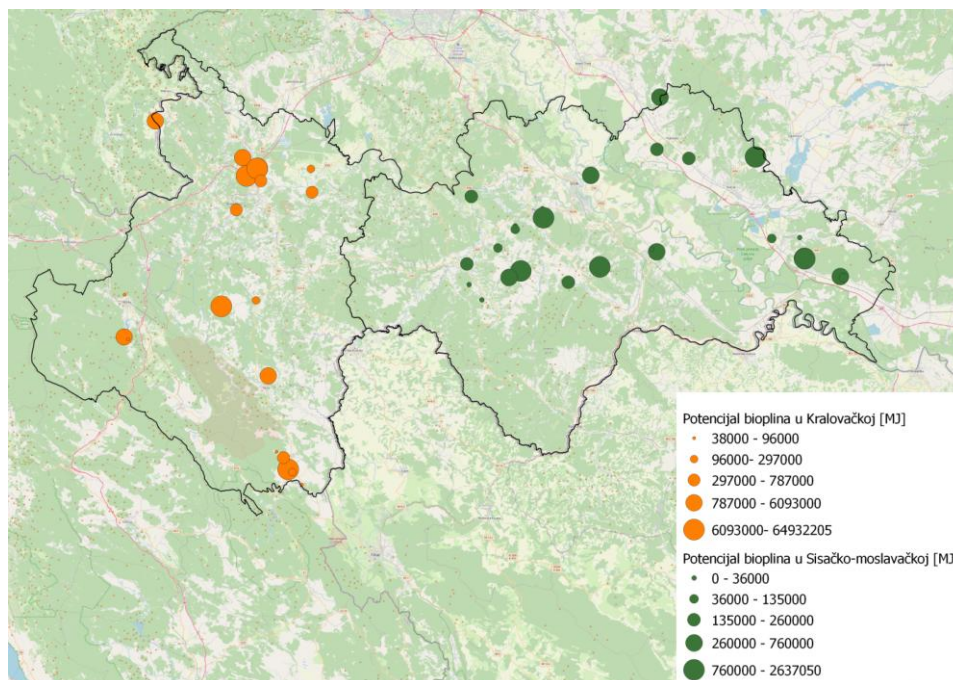 Potencijal bioplina u Kralovačkoj [MJ]
38000 - 96000
96000 - 297000
297000 - 787000
787000 - 6093000
6093000- 64932205
Potencijal bioplina u Sisačko-moslavačkoj [MJ]
0 - 36000
36000 - 135000
135000 - 260000
260000 - 760000
760000 - 2637050